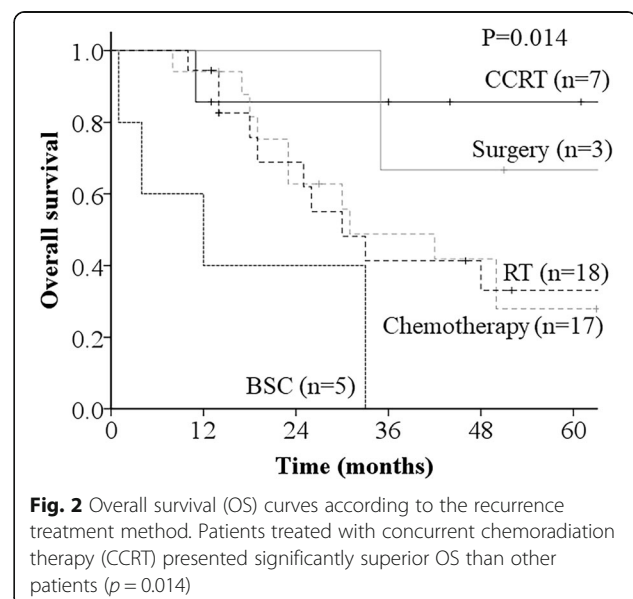 P=0.014
CCRT (n=7)
Surgery (n=3)
RT (n=18)
Chemotherapy (n=17)
BSC (n=5)
Overall survival
1.0
0.8
0.6
0.4
0.2
0.0
0 12 24 36 48 60
Time (months)
Fig. 2 Overall survival (OS) curves according to the recurrence
treatment method. Patients treated with concurrent chemoradiation
therapy (CCRT) presented significantly superior OS than other
patients (p = 0.014)